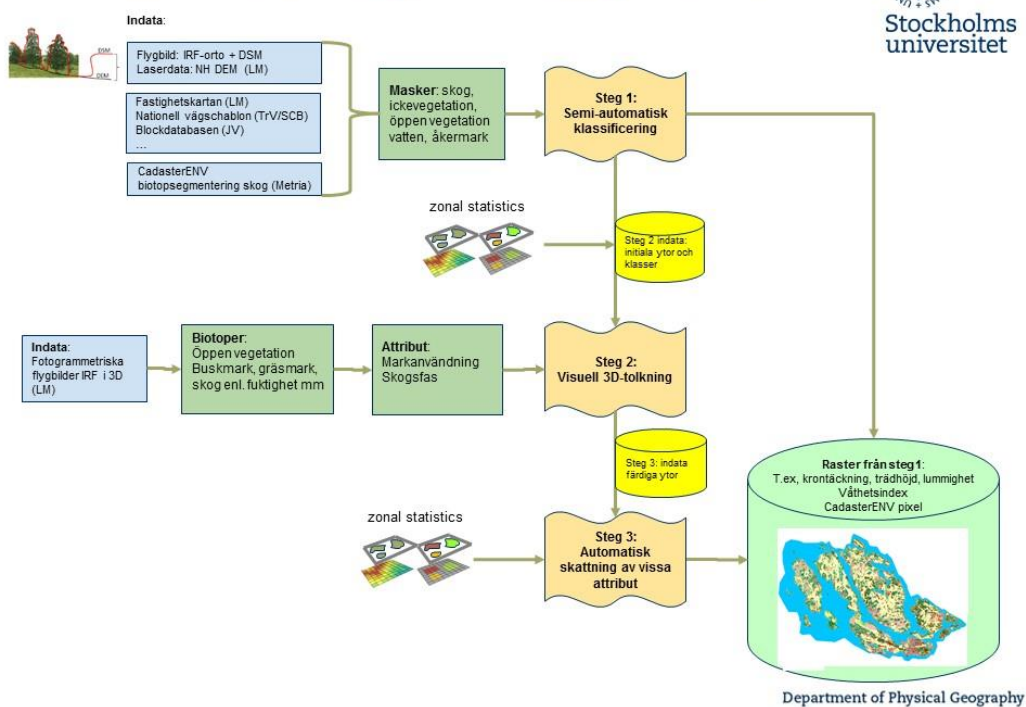 Indata:
Stockholms
universitet
DSM
DEM
Flygbild: IRF-orto + DSM
Laserdata: NH DEM (LM)
Fastighetskartan (LM)
Nationell vägschablon (TrV/SCB)
Blockdatabasen (JV)
…
CadasterENV
biotopsegmentering skog (Metria)
Masker: skog,
ickevegetation,
öppen vegetation
vatten, åkermark
Steg 1:
Semi-automatisk
klassificering
zonal statistics
Steg 2 indata:
initiala ytor och
klasser
Indata:
Fotogrammetriska
flygbilder IRF i 3D
(LM)
Biotoper:
Öppen vegetation
Buskmark, gräsmark,
skog enl. fuktighet mm
Attribut:
Markanvändning
Skogsfas
Steg 2:
Visuell 3D-tolkning
Steg 3: indata
färdiga ytor
zonal statistics
Steg 3:
Automatisk
skattning av vissa
attribut
Raster från steg1:
T.ex, krontäckning, trädhöjd, lummighet
Våthetsindex
CadasterENV pixel
Department of Physical Geography